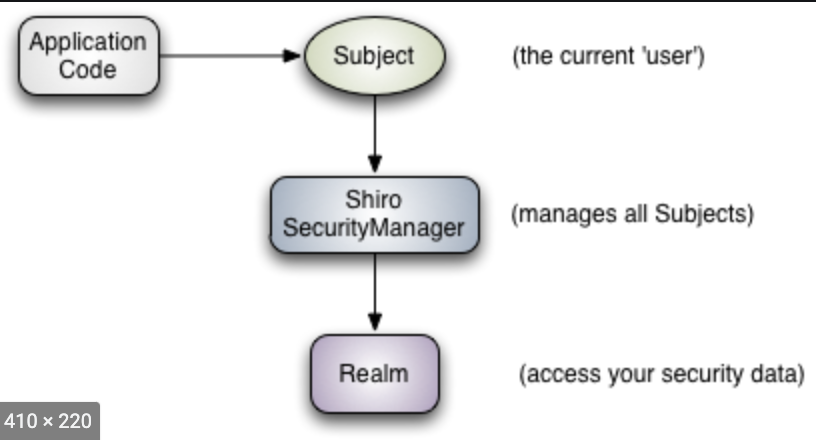 Application
Code
Subject
(the current 'user')
Shiro
SecurityManager
(manages all Subjects)
Realm
(access your security data)
410 × 220